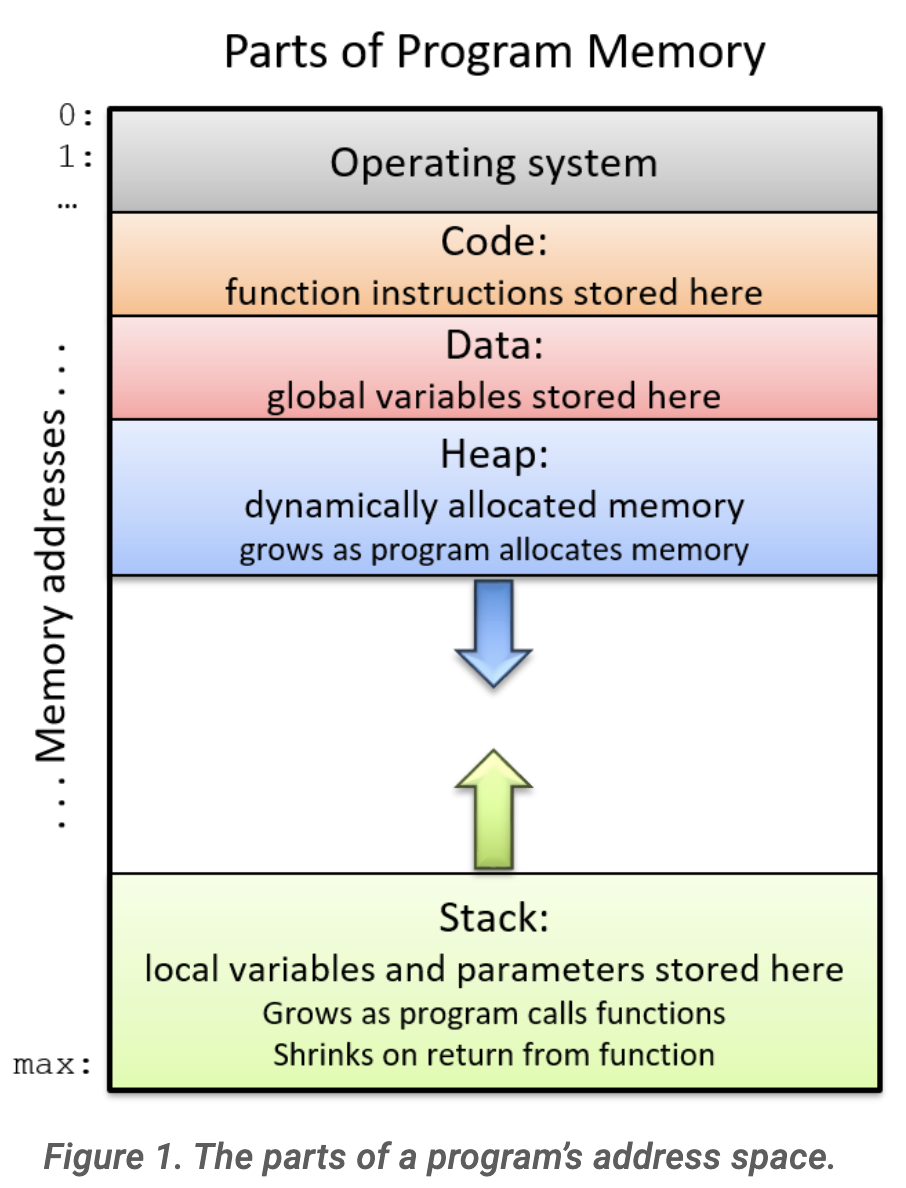 Parts of Program Memory
0:
1:
...
Operating system
Code:
function instructions stored here
Data:
global variables stored here
Heap:
dynamically allocated memory
grows as program allocates memory
. . . Memory addresses . . .
Stack:
local variables and parameters stored here
Grows as program calls functions
Shrinks on return from function
max:
Figure 1. The parts of a program’s address space.